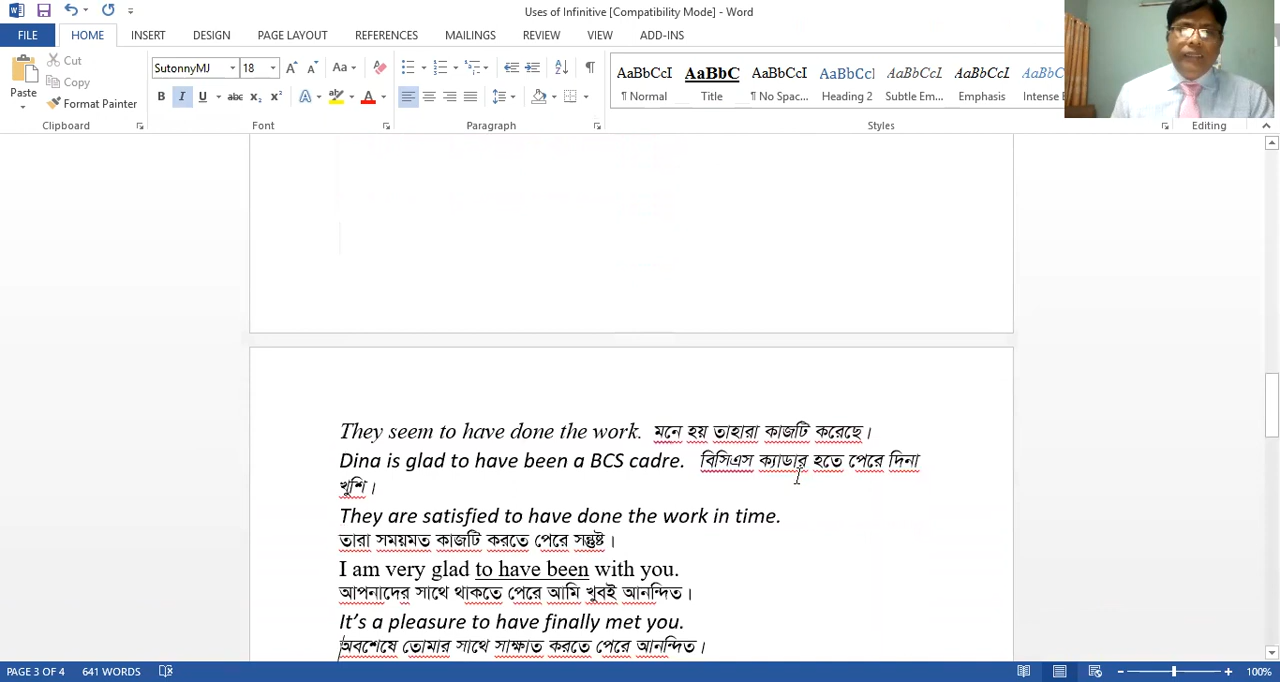 Uses of Infinitive [Compatibility Mode] - Word
FILE HOME INSERT DESIGN PAGE LAYOUT REFERENCES MAILINGS REVIEW VIEW ADD-INS
Paste
Cut
Copy
Format Painter
Clipboard
SutonnyMJ 18
Font
Paragraph
AaBbCcI AaBbC AaBbCcI AaBbCcI AaBbCcI AaBbCcI AaBbC
¶ Normal Title ¶ No Spac... Heading 2 Subtle Em... Emphasis Intense
Styles
Editing
They seem to have done the work. মনে হয় তাহারা কাজটি করেছে।
Dina is glad to have been a BCS cadre. বিসিএস ক্যাডার হতে পেরে দিনা
খুশি।
They are satisfied to have done the work in time.
তারা সময়মত কাজটি করতে পেরে সন্তুষ্ট।
I am very glad to have been with you.
আপনাদের সাথে থাকতে পেরে আমি খুবই আনন্দিত।
It's a pleasure to have finally met you.
অবশেষে তোমার সাথে সাক্ষাত করতে পেরে আনন্দিত।
PAGE 3 OF 4 641 WORDS 100%